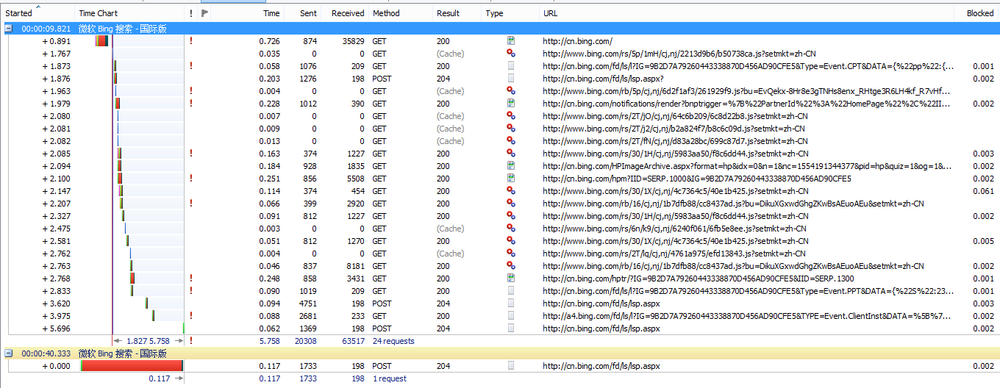 Started Time Chart ! Time Sent Received Method Result Type URL Blocked
00:00:09.821 微软 Bing 搜索 - 国际版
+ 0.891 ! 0.726 874 35829 GET 200 http://cn.bing.com/
+ 1.767 0.035 0 0 GET (Cache) http://www.bing.com/rs/5p/1mH/cj,nj/2213d9b6/b50738ca.js?setmkt=zh-CN
+ 1.873 ! 0.058 1076 209 GET 200 http://cn.bing.com/fd/ls/l?IG=9B2D7A79260443338870D456AD90CFE5&Type=Event.CPT&DATA={%22pp%22:{... 0.001
+ 1.876 0.203 1276 198 POST 204 http://cn.bing.com/fd/ls/lsp.aspx? 0.002
+ 1.963 ! 0.004 0 0 GET (Cache) http://www.bing.com/rb/5p/cj,nj/6d2f1af3/261929f9.js?bu=EvQekx-8Hr8e3gTNHs8enx_RHtge3R6LH4kf_R7vHf...
+ 1.979 ! 0.228 1012 390 GET 200 http://cn.bing.com/notifications/render?bnptrigger=%7B%22PartnerId%22%3A%22HomePage%22%2C%22II... 0.002
+ 2.080 0.007 0 0 GET (Cache) http://www.bing.com/rs/2T/jO/cj,nj/64c6b209/6c8d22b8.js?setmkt=zh-CN
+ 2.081 0.009 0 0 GET (Cache) http://www.bing.com/rs/2T/j2/cj,nj/b2a824f7/b8c6c09d.js?setmkt=zh-CN
+ 2.082 0.013 0 0 GET (Cache) http://www.bing.com/rs/2T/fN/cj,nj/d83a28bc/699c87d7.js?setmkt=zh-CN
+ 2.085 ! 0.163 374 1227 GET 200 http://www.bing.com/rs/30/1H/cj,nj/5983aa50/f8c6dd44.js?setmkt=zh-CN 0.003
+ 2.094 0.184 928 1835 GET 200 http://cn.bing.com/HPImageArchive.aspx?format=hp&idx=0&n=1&nc=1554191344377&pid=hp&quiz=1&og=1&... 0.002
+ 2.100 ! 0.251 856 5508 GET 200 http://cn.bing.com/hpm?IID=SERP.1000&IG=9B2D7A79260443338870D456AD90CFE5 0.002
+ 2.147 0.114 374 454 GET 200 http://www.bing.com/rs/30/1X/cj,nj/4c7364c5/40e1b425.js?setmkt=zh-CN 0.061
+ 2.207 ! 0.066 399 2920 GET 200 http://www.bing.com/rb/16/cj,nj/1b7dfb88/cc8437ad.js?bu=DikuXGxwdGhgZKwBsAEuoAEu&setmkt=zh-CN
+ 2.327 0.091 812 1227 GET 200 http://www.bing.com/rs/30/1H/cj,nj/5983aa50/f8c6dd44.js?setmkt=zh-CN 0.002
+ 2.475 0.003 0 0 GET (Cache) http://www.bing.com/rs/6n/k9/cj,nj/6240f061/6fb5e8ee.js?setmkt=zh-CN
+ 2.581 0.051 812 1270 GET 200 http://www.bing.com/rs/30/1X/cj,nj/4c7364c5/40e1b425.js?setmkt=zh-CN 0.005
+ 2.762 0.004 0 0 GET (Cache) http://www.bing.com/rs/2T/lq/cj,nj/4761a975/efd13843.js?setmkt=zh-CN
+ 2.763 0.046 837 8181 GET 200 http://www.bing.com/rb/16/cj,nj/1b7dfb88/cc8437ad.js?bu=DikuXGxwdGhgZKwBsAEuoAEu&setmkt=zh-CN 0.002
+ 2.768 ! 0.248 858 3431 GET 200 http://cn.bing.com/hptr/?IG=9B2D7A79260443338870D456AD90CFE5&IID=SERP.1300 0.001
+ 2.833 ! 0.090 1019 209 GET 200 http://cn.bing.com/fd/ls/l?IG=9B2D7A79260443338870D456AD90CFE5&Type=Event.PPT&DATA={%22S%22:23... 0.001
+ 3.620 0.094 4751 198 POST 204 http://cn.bing.com/fd/ls/lsp.aspx 0.003
+ 3.975 ! 0.088 2681 233 GET 200 http://a4.bing.com/fd/ls/l?IG=9B2D7A79260443338870D456AD90CFE5&TYPE=Event.ClientInst&DATA=%5B%7... 0.002
+ 5.696 0.062 1369 198 POST 204 http://cn.bing.com/fd/ls/lsp.aspx 0.002
1.827 5.758 ! 5.758 20308 63517 24 requests
00:00:40.333 微软 Bing 搜索 - 国际版
+ 0.000 0.117 1733 198 POST 204 http://cn.bing.com/fd/ls/lsp.aspx 0.002
0.117 0.117 1733 198 1 request